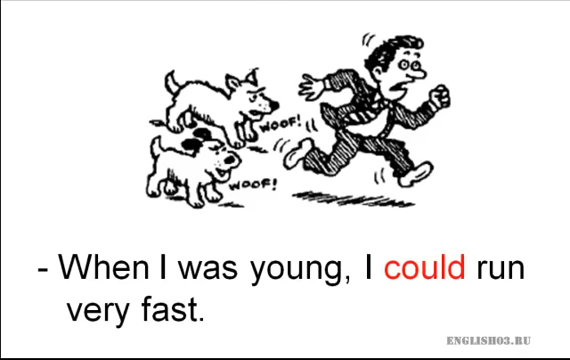 WOOF!
WOOF!
- When I was young, I could run
very fast.
ENGLISH03.RU